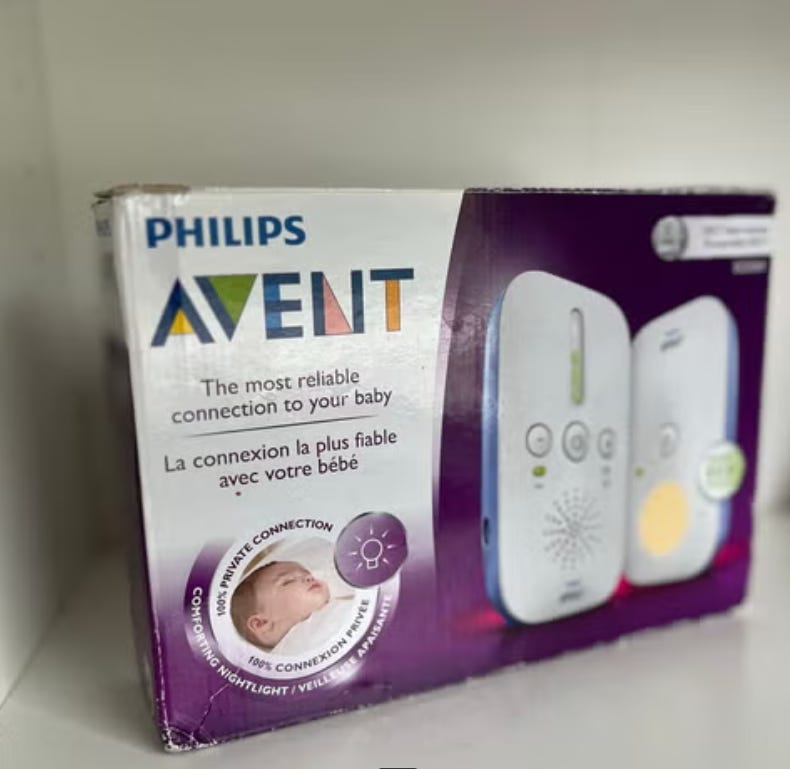 PHILIPS
AVENT
The most reliable
connection to your baby
La connexion la plus fiable
avec votre bébé
100% PRIVATE CONNECTION
100% CONNEXION PRIVÉE
COMFORTING NIGHTLIGHT / VEILLEUSE APAISANTE